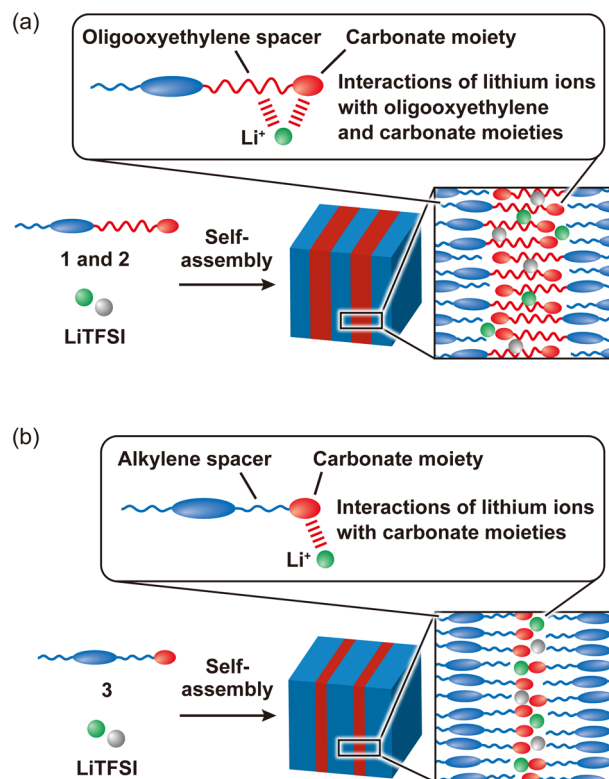 (a)
Oligooxyethylene spacer
Carbonate moiety
Interactions of lithium ions
with oligooxyethylene
and carbonate moieties
Li⁺
1 and 2
LiTFSI
Self-
assembly
(b)
Alkylene spacer
Carbonate moiety
Interactions of lithium ions
with carbonate moieties
Li⁺
3
LiTFSI
Self-
assembly